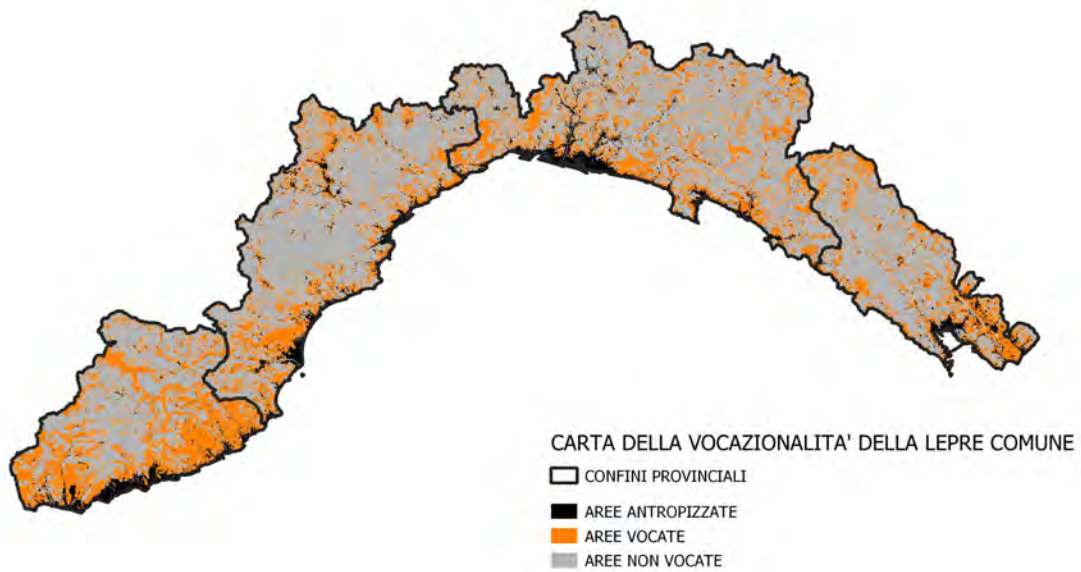 CARTA DELLA VOCAZIONALITA' DELLA LEPRE COMUNE
CONFINI PROVINCIALI
AREE ANTROPIZZATE
AREE VOCATE
AREE NON VOCATE